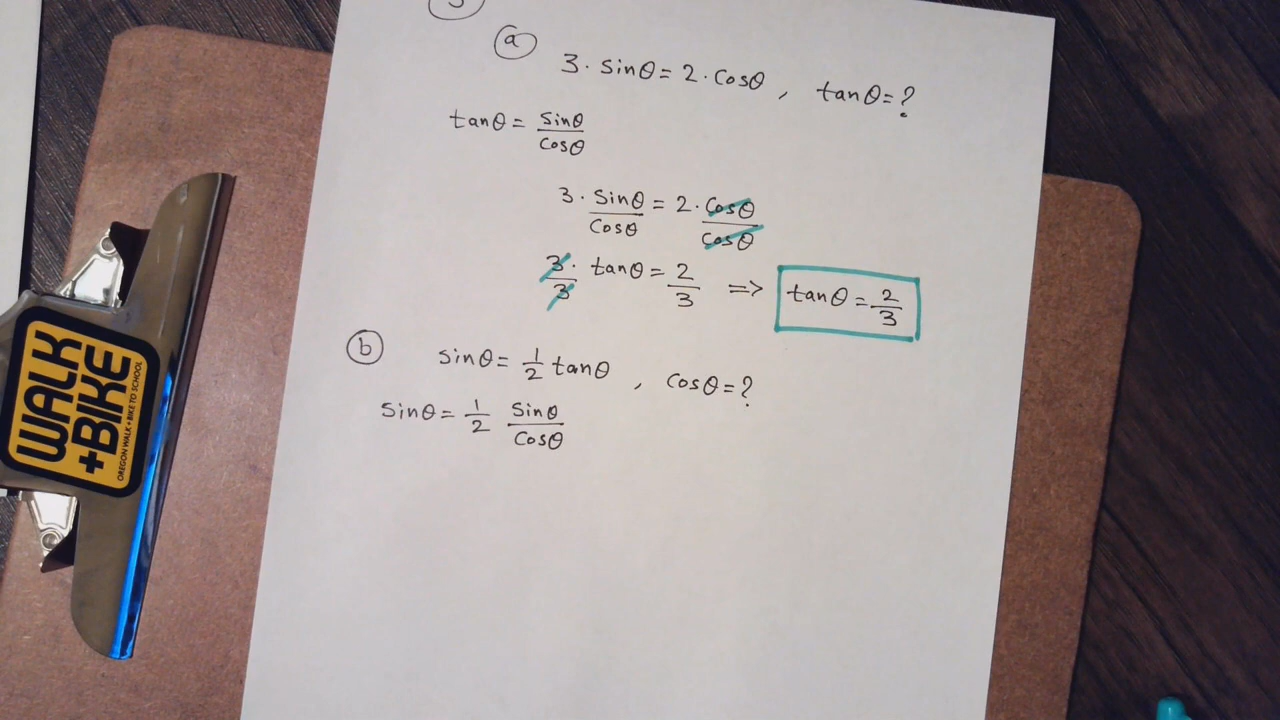 3
a
3 · sinθ = 2 · cosθ , tanθ = ?
tanθ = sinθ/cosθ
3 · sinθ/cosθ = 2 · cosθ/cosθ
3/3 · tanθ = 2/3 => tanθ = 2/3
b
sinθ = 1/2 tanθ , cosθ = ?
sinθ = 1/2 sinθ/cosθ
WALK
+BIKE
OREGON WALK+BIKE TO SCHOOL